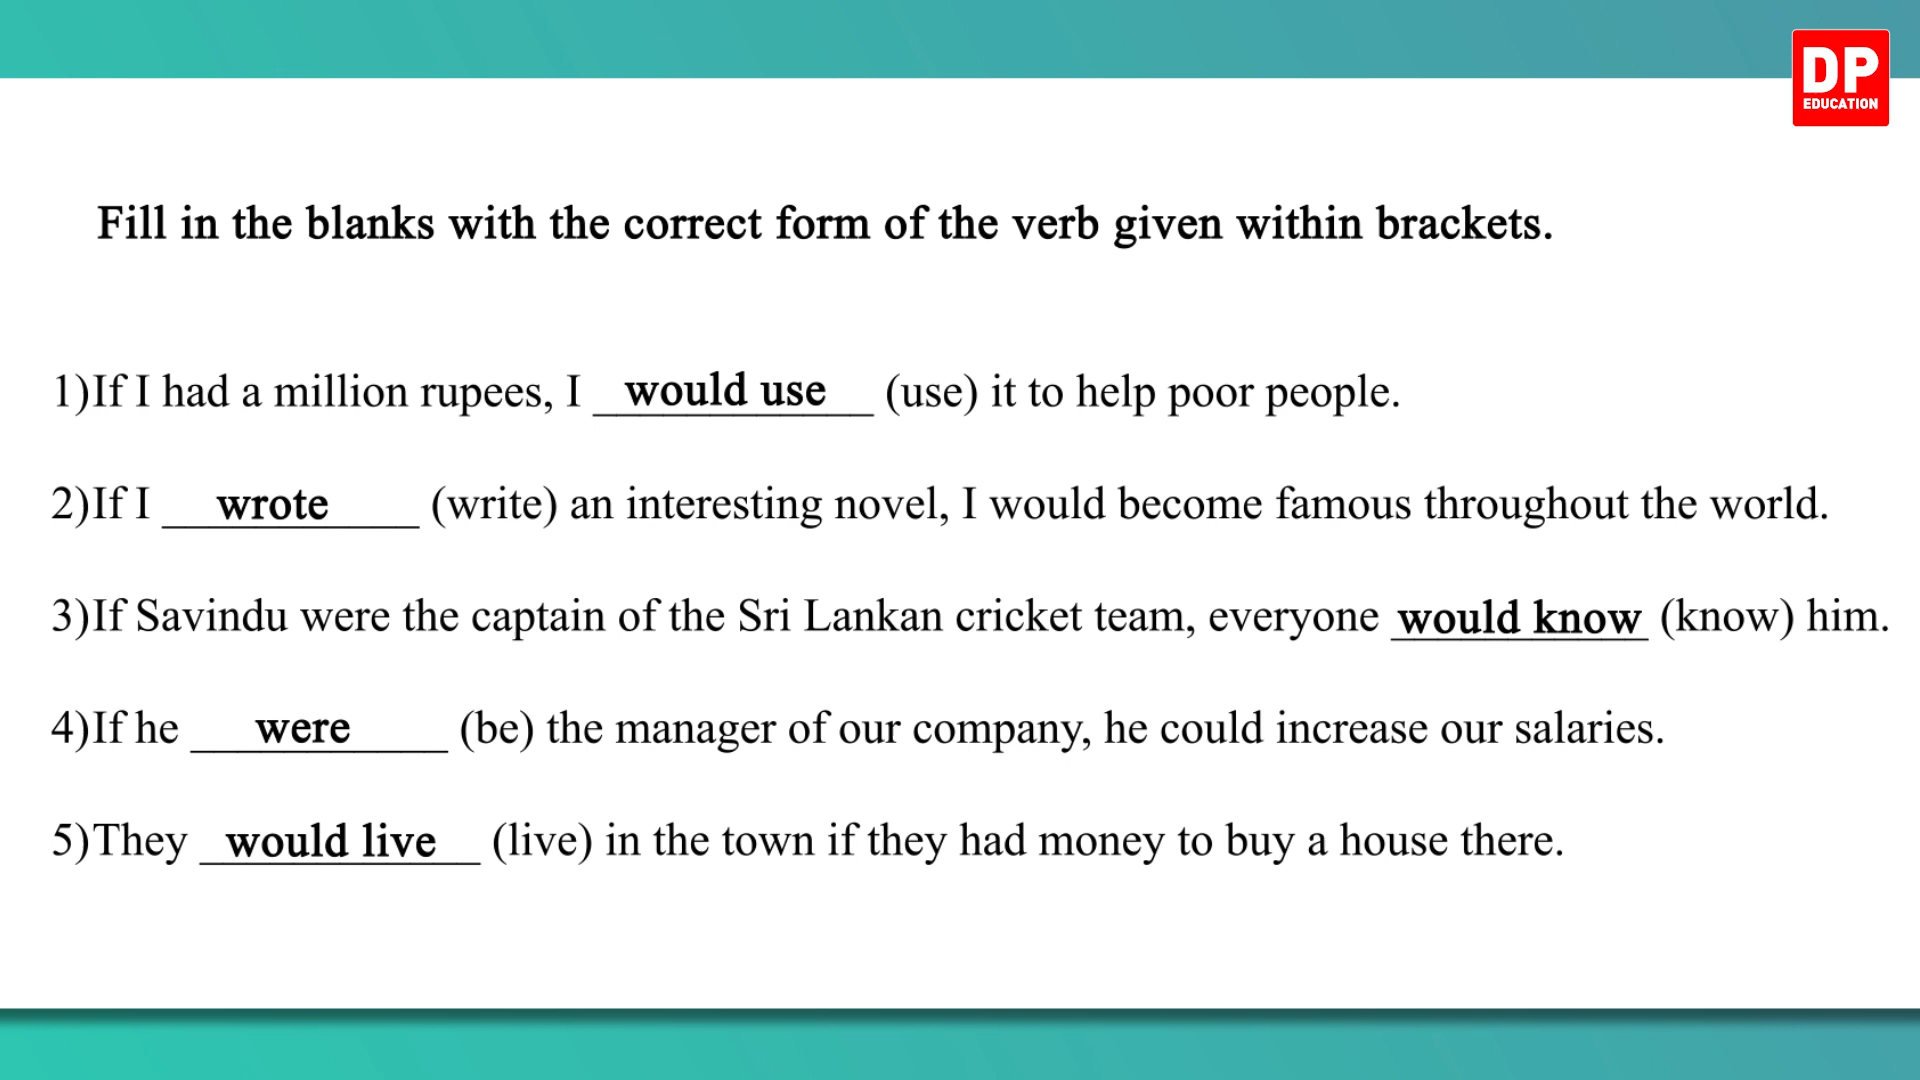 DP
EDUCATION
Fill in the blanks with the correct form of the verb given within brackets.
1)If I had a million rupees, I would use (use) it to help poor people.
2)If I wrote (write) an interesting novel, I would become famous throughout the world.
3)If Savindu were the captain of the Sri Lankan cricket team, everyone would know (know) him.
4)If he were (be) the manager of our company, he could increase our salaries.
5)They would live (live) in the town if they had money to buy a house there.